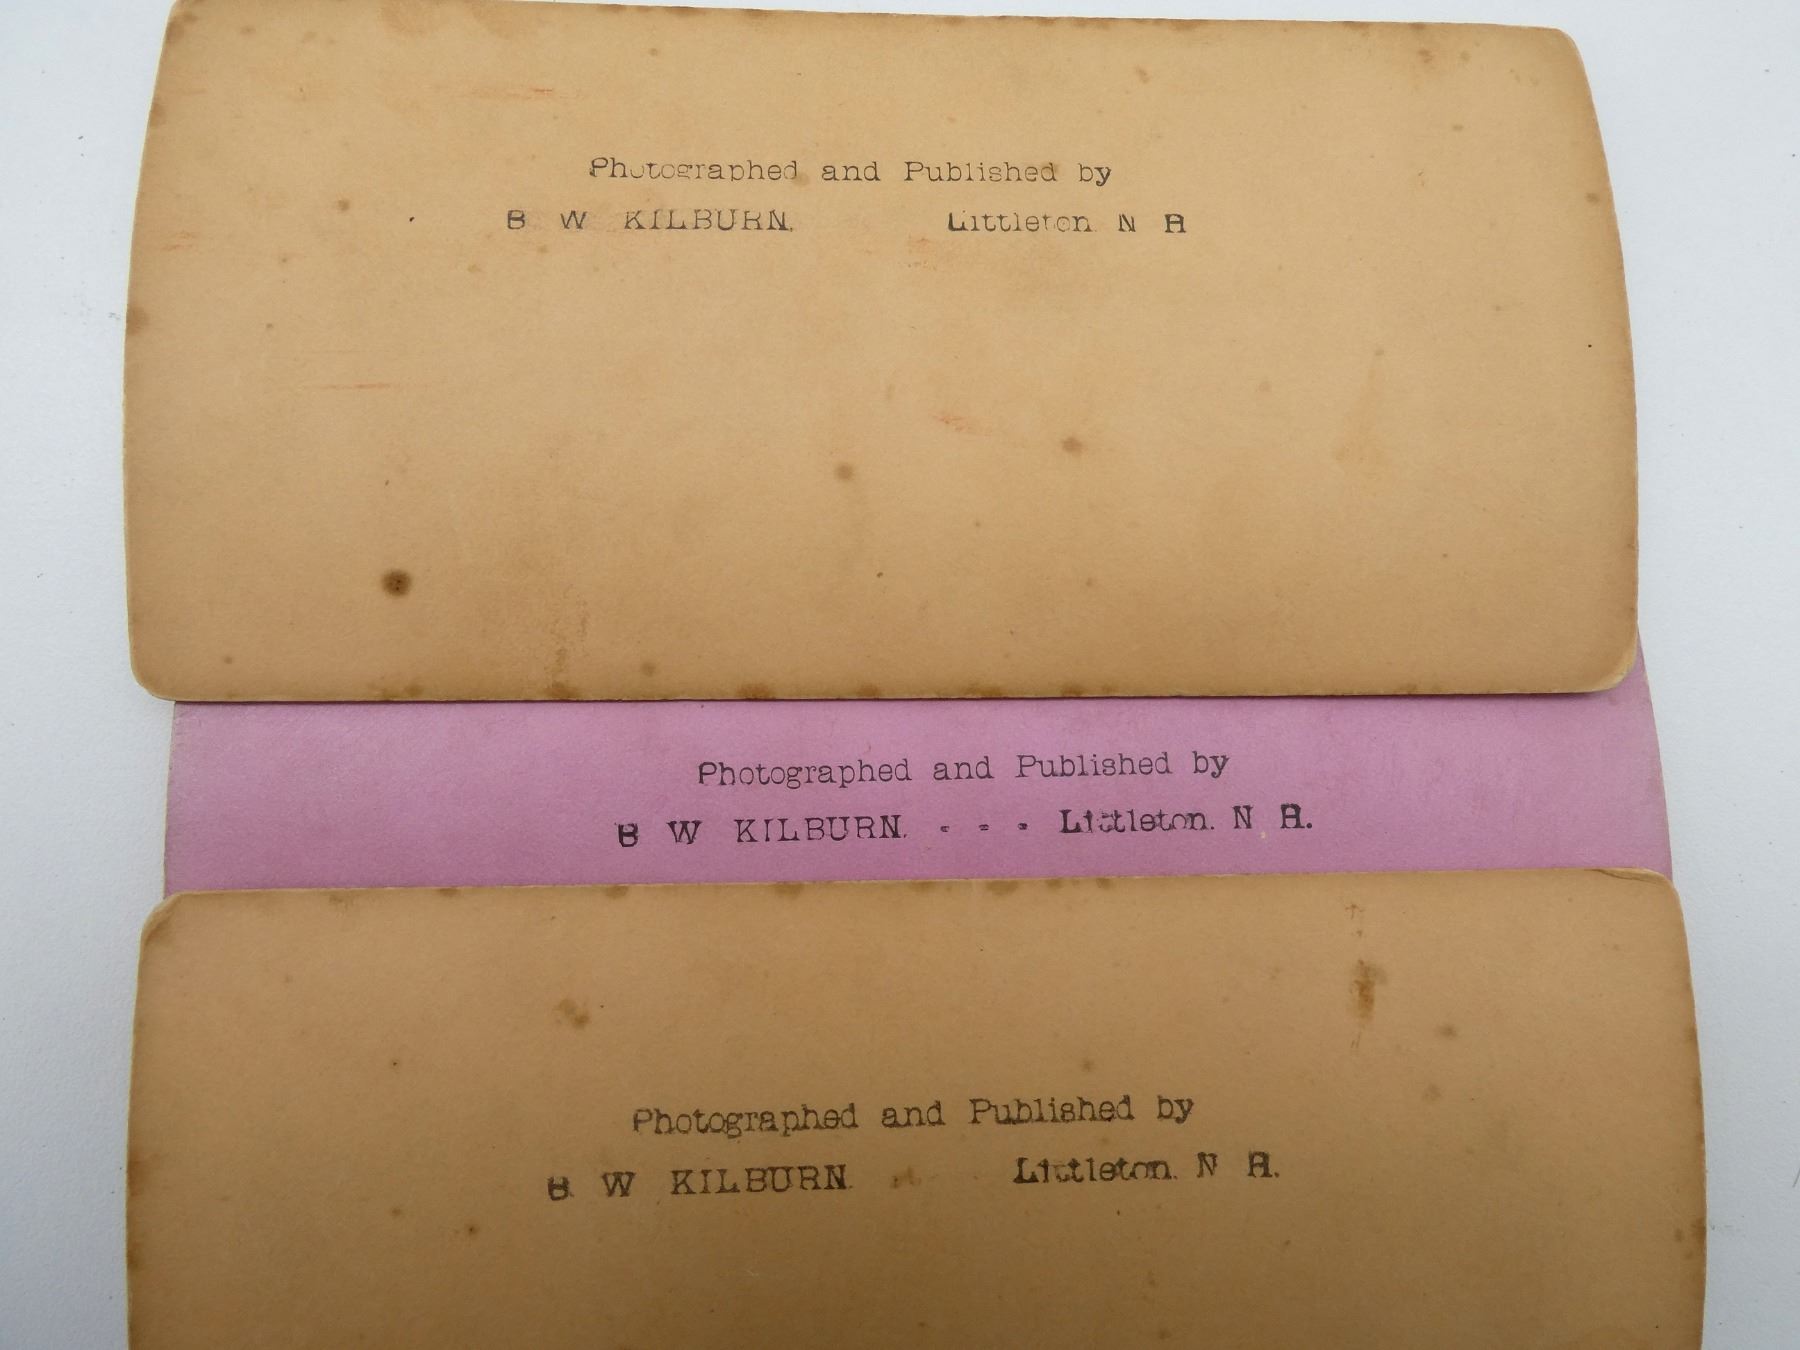 Photographed and Published by
B W KILBURN, Littleton. N H
Photographed and Published by
B W KILBURN. - - - Littleton. N. H.
Photographed and Published by
B. W KILBURN. Littleton. N H.